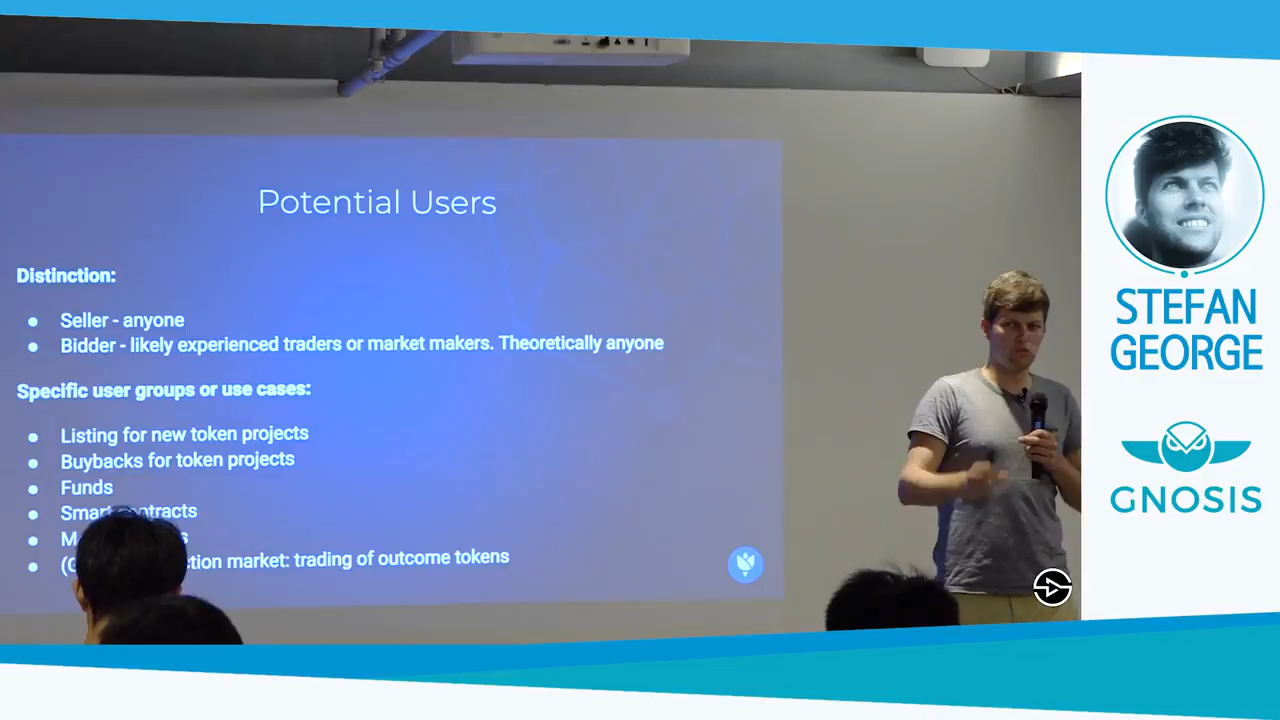 Potential Users
Distinction:
● Seller - anyone
● Bidder - likely experienced traders or market makers. Theoretically anyone
Specific user groups or use cases:
● Listing for new token projects
● Buybacks for token projects
● Funds
● Smart contracts
●
● market: trading of outcome tokens
STEFAN
GEORGE
GNOSIS